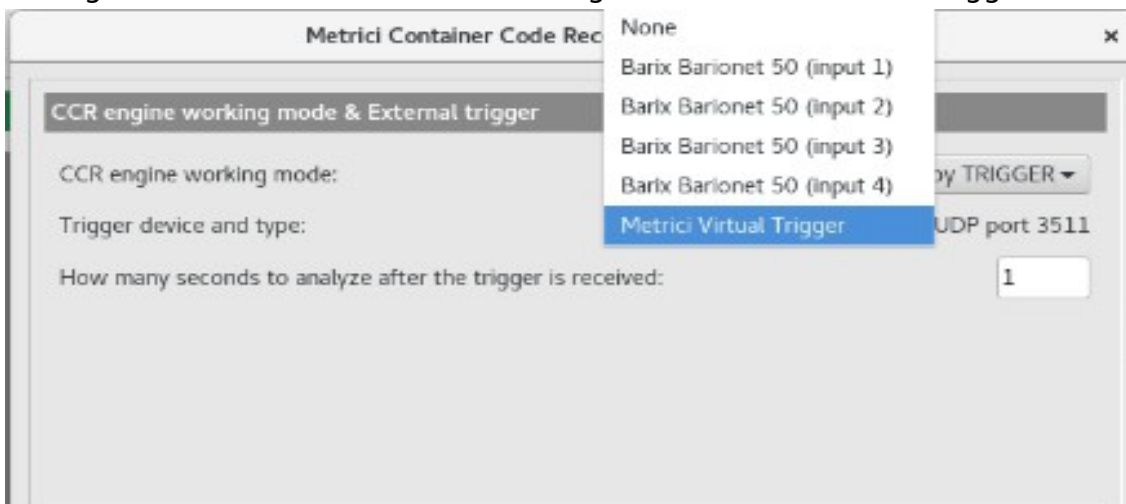 Metrici Container Code Rec
×
None
Barix Barionet 50 (input 1)
Barix Barionet 50 (input 2)
Barix Barionet 50 (input 3)
Barix Barionet 50 (input 4)
Metrici Virtual Trigger
CCR engine working mode & External trigger
CCR engine working mode:
by TRIGGER
Trigger device and type:
UDP port 3511
How many seconds to analyze after the trigger is received:
1